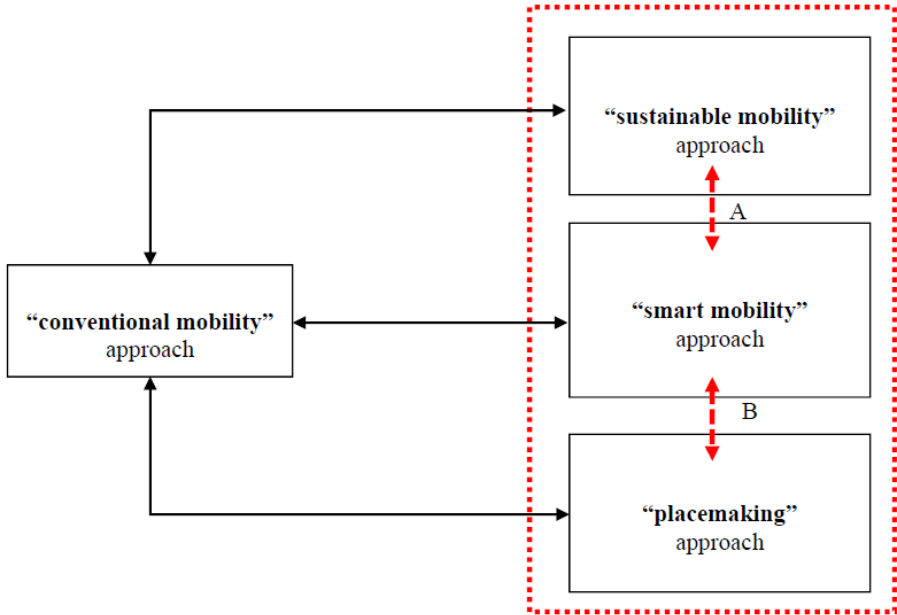 “sustainable mobility”
approach
A
“conventional mobility”
approach
“smart mobility”
approach
B
“placemaking”
approach